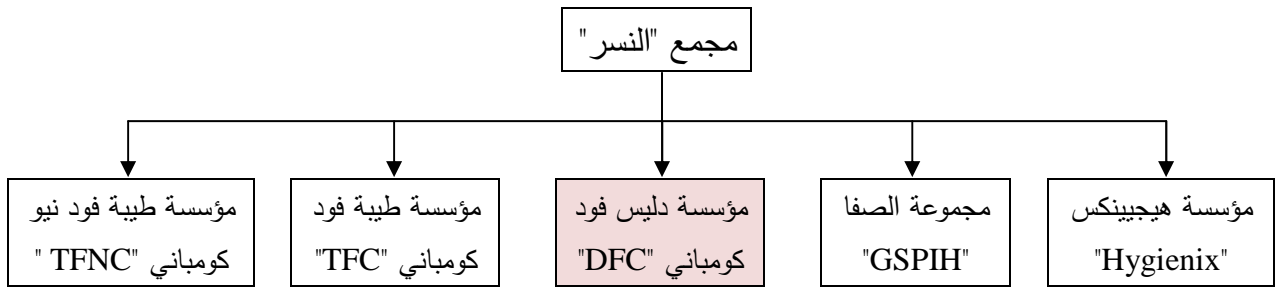 مجمع "النسر"
مؤسسة هيجيينكس
"Hygienix"
مجموعة الصفا
"GSPIH"
مؤسسة دليس فود
كومباني "DFC"
مؤسسة طيبة فود
كومباني "TFC"
مؤسسة طيبة فود نيو
كومباني "TFNC "